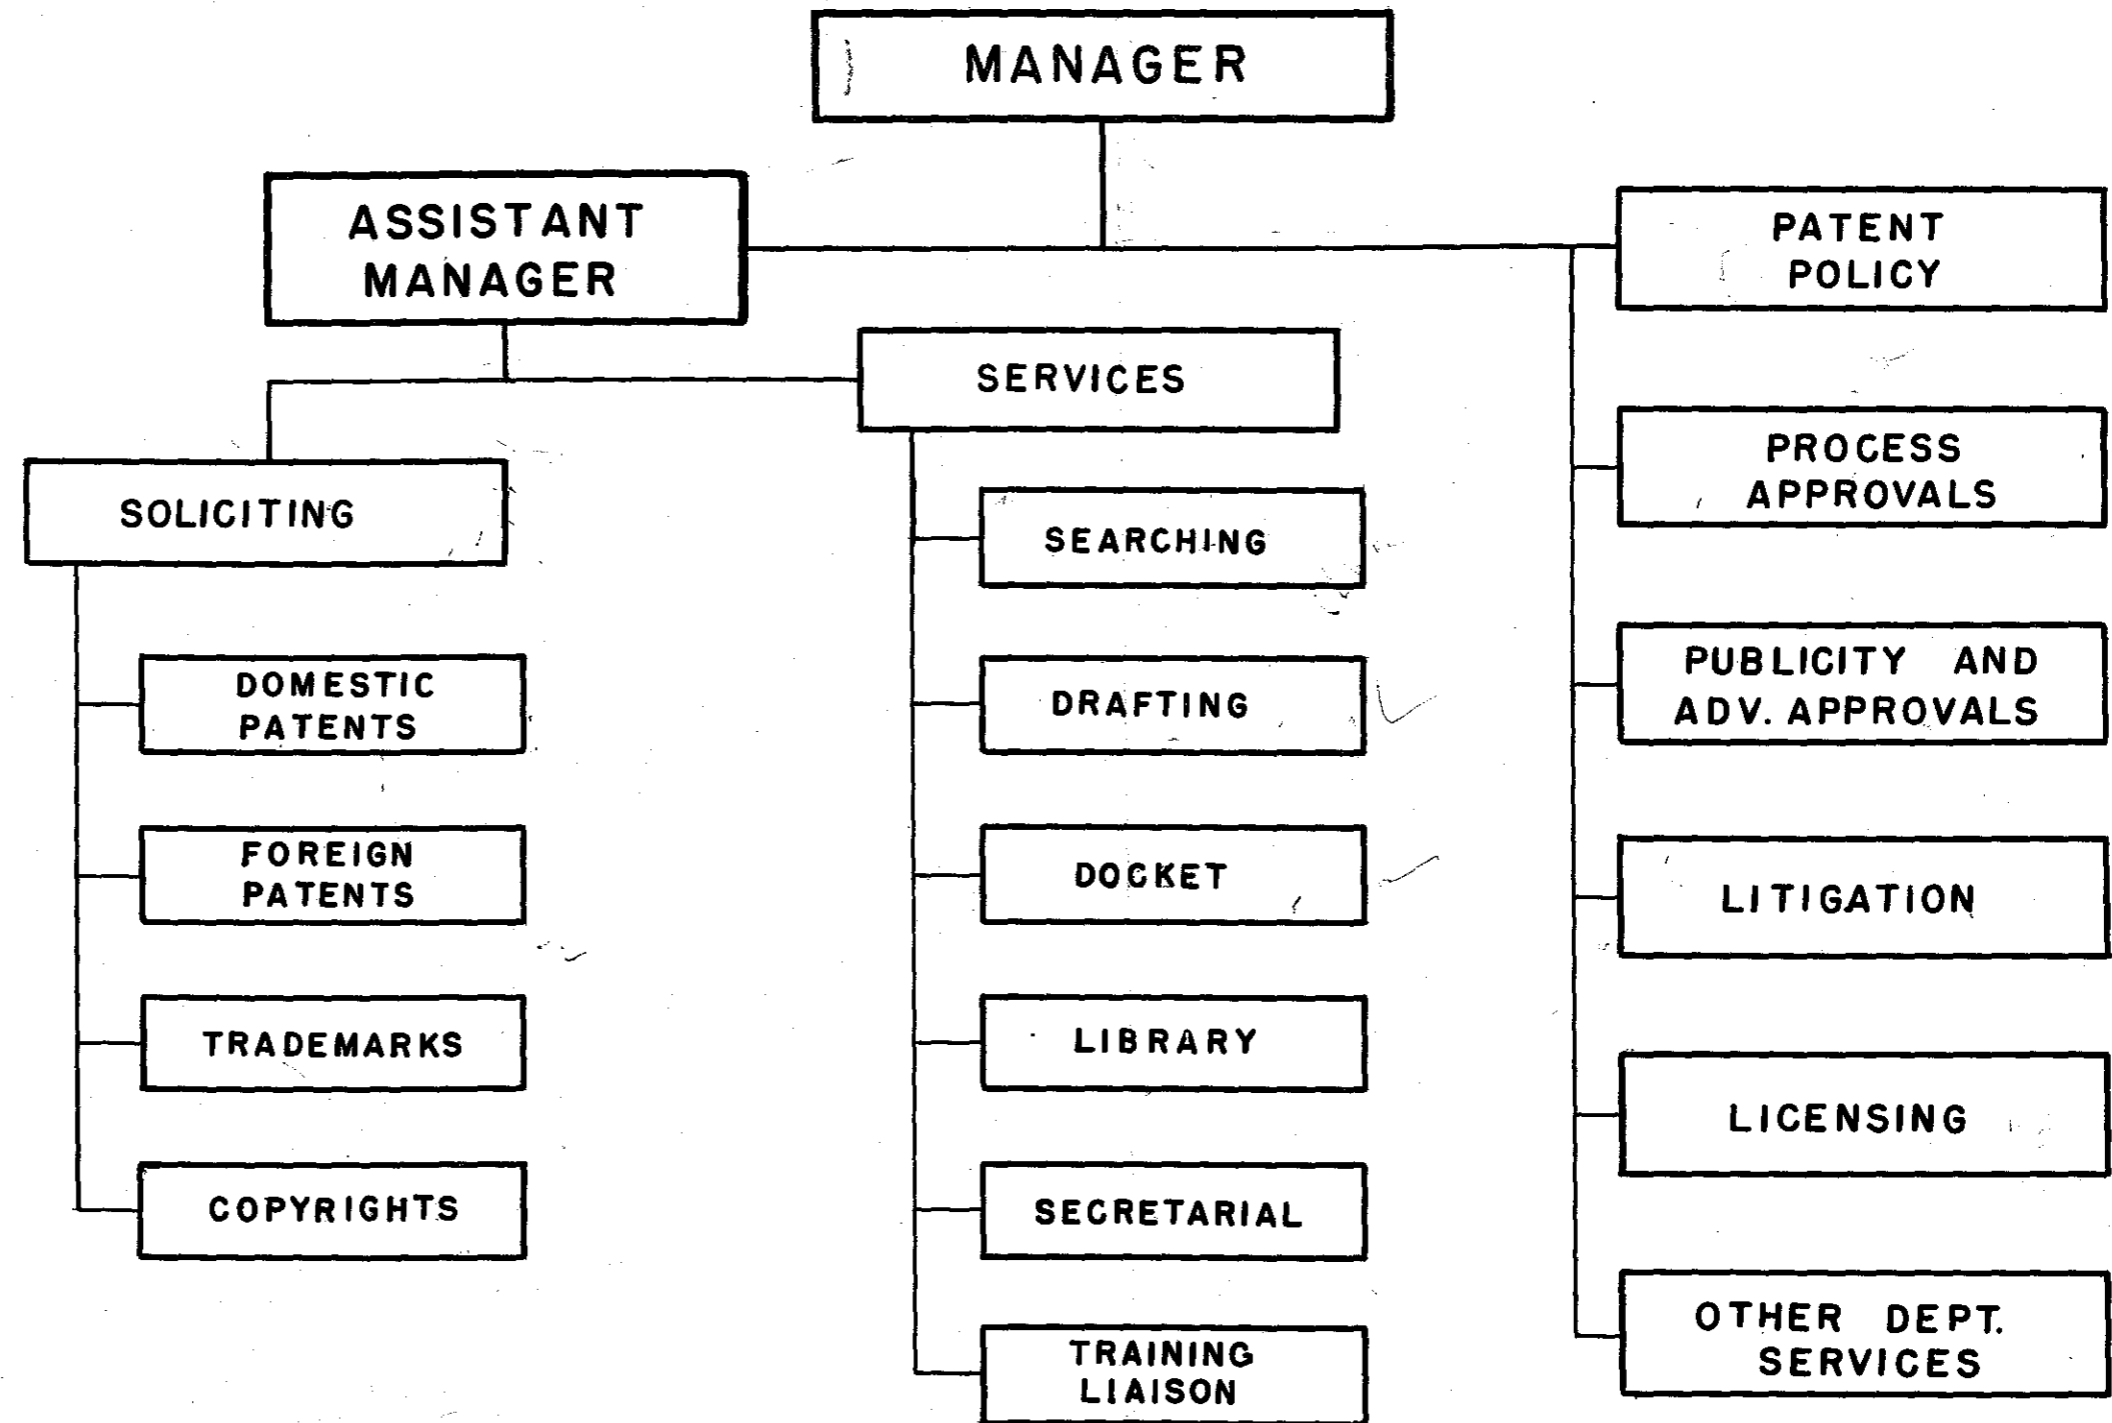 MANAGER
ASSISTANT
MANAGER
PATENT
POLICY
SERVICES
PROCESS
APPROVALS
SOLICITING
SEARCHING
DOMESTIC
PATENTS
DRAFTING
PUBLICITY AND
ADV. APPROVALS
FOREIGN
PATENTS
DOCKET
LITIGATION
TRADEMARKS
LIBRARY
LICENSING
COPYRIGHTS
SECRETARIAL
TRAINING
LIAISON
OTHER DEPT.
SERVICES